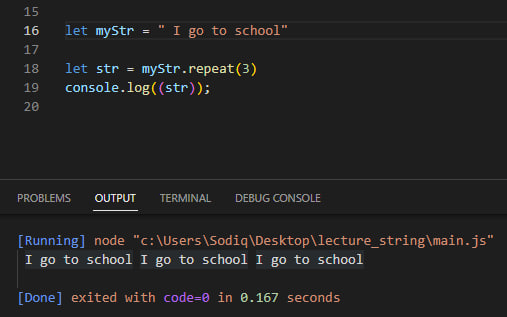 15
16 let myStr = " I go to school"
17
18 let str = myStr.repeat(3)
19 console.log((str));
20
PROBLEMS OUTPUT TERMINAL DEBUG CONSOLE
[Running] node "c:\Users\Sodiq\Desktop\lecture_string\main.js"
 I go to school I go to school I go to school
[Done] exited with code=0 in 0.167 seconds